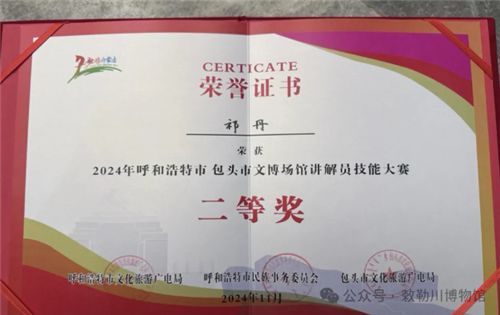 CERTICATE
荣誉证书
祁丹
荣获
2024年呼和浩特市 包头市文博场馆讲解员技能大赛
二等奖
呼和浩特市文化旅游广电局 呼和浩特市民族事务委员会 包头市文化旅游广电局
2024年11月
公众号·敕勒川博物馆